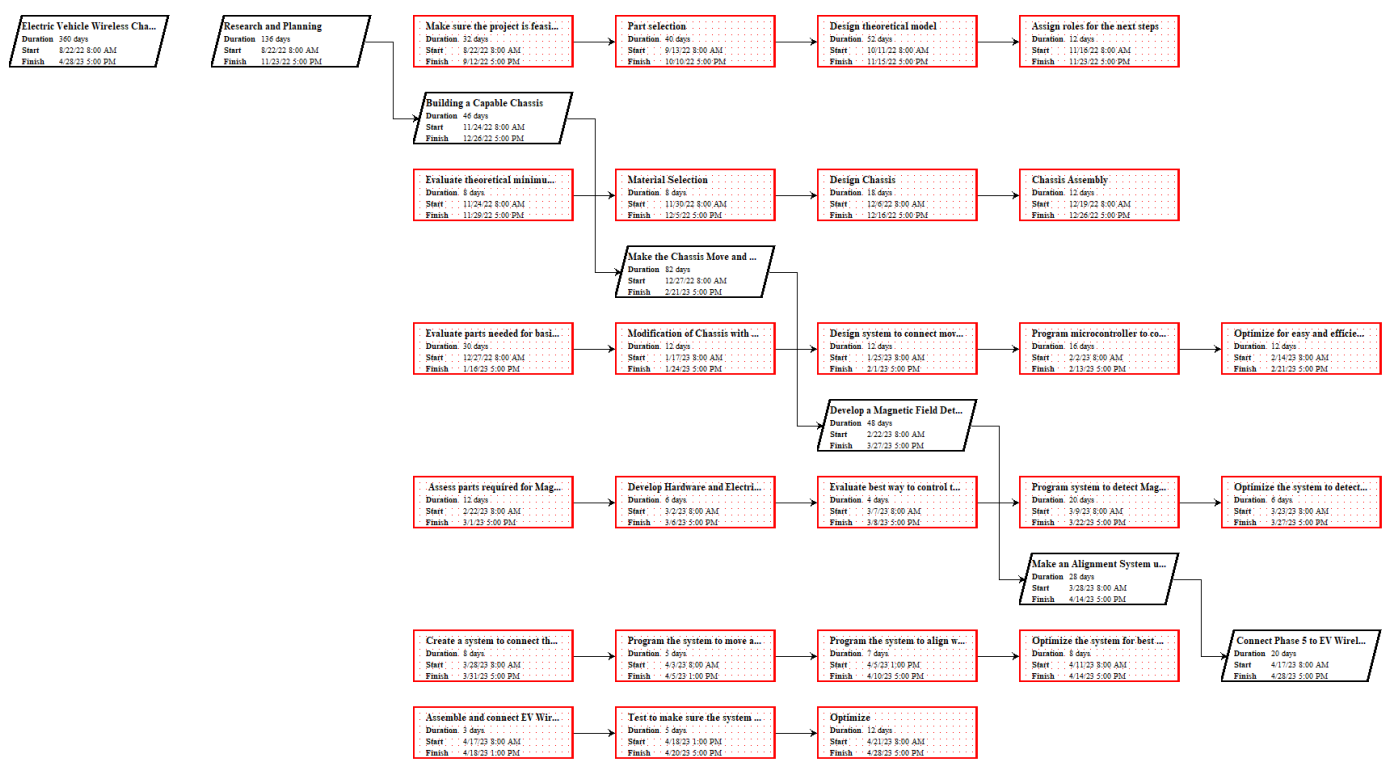 Electric Vehicle Wireless Cha...
Duration 360 days
Start 8/22/22 8:00 AM
Finish 4/28/23 5:00 PM
Research and Planning
Duration 136 days
Start 8/22/22 8:00 AM
Finish 11/23/22 5:00 PM
Make sure the project is feasi...
Duration 32 days
Start 8/22/22 8:00 AM
Finish 9/12/22 5:00 PM
Part selection
Duration 40 days
Start 9/13/22 8:00 AM
Finish 10/10/22 5:00 PM
Design theoretical model
Duration 52 days
Start 10/11/22 8:00 AM
Finish 11/15/22 5:00 PM
Assign roles for the next steps
Duration 12 days
Start 11/16/22 8:00 AM
Finish 11/23/22 5:00 PM
Building a Capable Chassis
Duration 46 days
Start 11/24/22 8:00 AM
Finish 12/26/22 5:00 PM
Evaluate theoretical minimu...
Duration 8 days
Start 11/24/22 8:00 AM
Finish 11/29/22 5:00 PM
Material Selection
Duration 8 days
Start 11/30/22 8:00 AM
Finish 12/5/22 5:00 PM
Design Chassis
Duration 18 days
Start 12/6/22 8:00 AM
Finish 12/16/22 5:00 PM
Chassis Assembly
Duration 12 days
Start 12/19/22 8:00 AM
Finish 12/26/22 5:00 PM
Make the Chassis Move and ...
Duration 82 days
Start 12/27/22 8:00 AM
Finish 2/21/23 5:00 PM
Evaluate parts needed for basi...
Duration 30 days
Start 12/27/22 8:00 AM
Finish 1/16/23 5:00 PM
Modification of Chassis with ...
Duration 12 days
Start 1/17/23 8:00 AM
Finish 1/24/23 5:00 PM
Design system to connect mov...
Duration 12 days
Start 1/25/23 8:00 AM
Finish 2/1/23 5:00 PM
Program microcontroller to co...
Duration 16 days
Start 2/2/23 8:00 AM
Finish 2/13/23 5:00 PM
Optimize for easy and efficie...
Duration 12 days
Start 2/14/23 8:00 AM
Finish 2/21/23 5:00 PM
Develop a Magnetic Field Det...
Duration 48 days
Start 2/22/23 8:00 AM
Finish 3/27/23 5:00 PM
Assess parts required for Mag...
Duration 12 days
Start 2/22/23 8:00 AM
Finish 3/1/23 5:00 PM
Develop Hardware and Electri...
Duration 6 days
Start 3/2/23 8:00 AM
Finish 3/6/23 5:00 PM
Evaluate best way to control t...
Duration 4 days
Start 3/7/23 8:00 AM
Finish 3/8/23 5:00 PM
Program system to detect Mag...
Duration 20 days
Start 3/9/23 8:00 AM
Finish 3/22/23 5:00 PM
Optimize the system to detect...
Duration 6 days
Start 3/23/23 8:00 AM
Finish 3/27/23 5:00 PM
Make an Alignment System u...
Duration 28 days
Start 3/28/23 8:00 AM
Finish 4/14/23 5:00 PM
Create a system to connect th...
Duration 8 days
Start 3/28/23 8:00 AM
Finish 3/31/23 5:00 PM
Program the system to move a...
Duration 5 days
Start 4/3/23 8:00 AM
Finish 4/5/23 1:00 PM
Program the system to align w...
Duration 7 days
Start 4/5/23 1:00 PM
Finish 4/10/23 5:00 PM
Optimize the system for best ...
Duration 8 days
Start 4/11/23 8:00 AM
Finish 4/14/23 5:00 PM
Connect Phase 5 to EV Wirel...
Duration 20 days
Start 4/17/23 8:00 AM
Finish 4/28/23 5:00 PM
Assemble and connect EV Wir...
Duration 3 days
Start 4/17/23 8:00 AM
Finish 4/18/23 1:00 PM
Test to make sure the system ...
Duration 5 days
Start 4/18/23 1:00 PM
Finish 4/20/23 5:00 PM
Optimize
Duration 12 days
Start 4/21/23 8:00 AM
Finish 4/28/23 5:00 PM